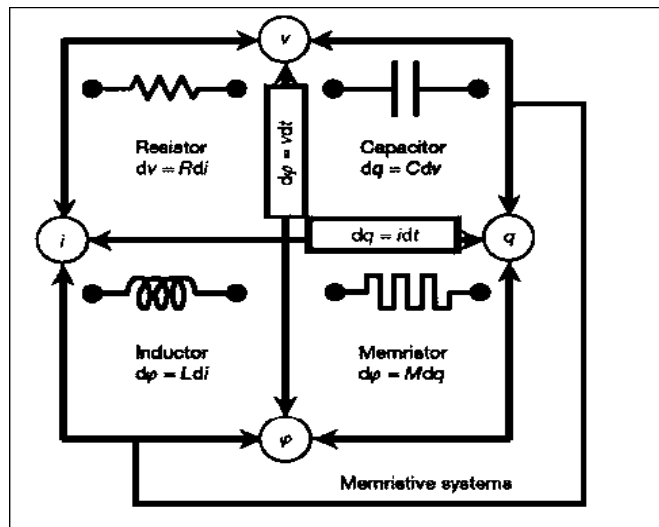 v
Resistor
dv = Rdi
dφ = vdt
Capacitor
dq = Cdv
i
dq = idt
q
Inductor
dφ = Ldi
Memristor
dφ = Mdq
φ
Memristive systems